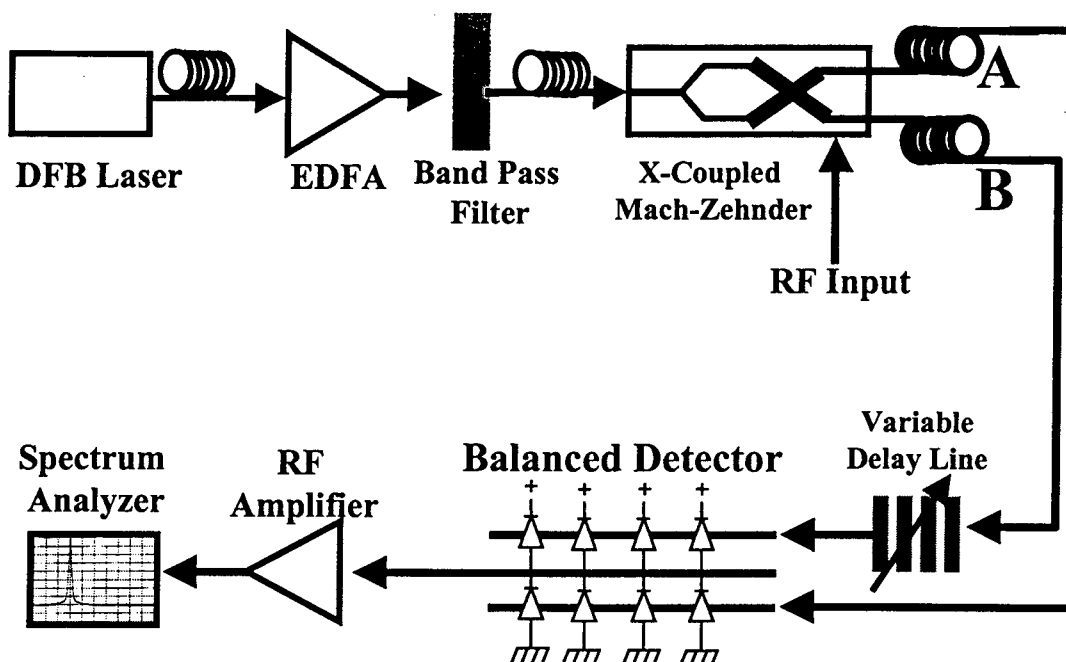 A
DFB Laser
EDFA
Band Pass
Filter
X-Coupled
Mach-Zehnder
B
RF Input
Spectrum
Analyzer
RF
Amplifier
Balanced Detector
Variable
Delay Line
+ + + +